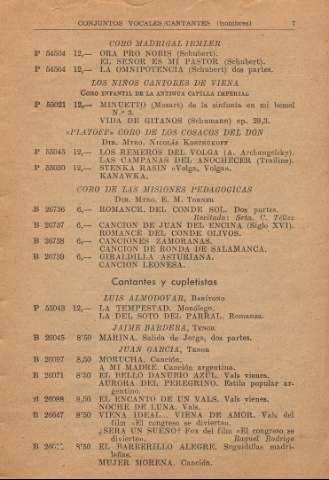 CONJUNTOS VOCALES/CANTANTES (hombres) 7
CORO MADRIGAL IRMLER
P 54504 12,— ORA PRO NOBIS (Schubert).
EL SEÑOR ES MI PASTOR (Schubert).
P 54564 12,— LA OMNIPOTENCIA (Schubert) dos partes.
LOS NIÑOS CANTORES DE VIENA
CORO INFANTIL DE LA ANTIGUA CAPILLA IMPERIAL
P 55021 12,— MINUETTO (Mozart) de la sinfonía en mi bemol
N.º 3.
VIDA DE GITANOS (Schumann) op. 29,3.
«PLATOFF» CORO DE LOS COSACOS DEL DON
DIR. MTRO. NICOLÁS KOSTRUKOFF
P 55045 12,— LOS REMEROS DEL VOLGA (A. Archangelsky).
LAS CAMPANAS DEL ANOCHECER (Trailine).
P 55050 12,— STENKA RASIN «Volga, Volga».
KANAWKA.
CORO DE LAS MISIONES PEDAGOGICAS
DIR. MTRO. E. M. TORNER
B 26736 6,— ROMANCE DEL CONDE SOL. Dos partes.
Recitado: Srta. C. Téllez
B 26737 6,— CANCION DE JUAN DEL ENCINA (Siglo XVI).
ROMANCE DEL CONDE OLIVOS.
B 26738 6,— CANCIONES ZAMORANAS.
CANCION DE RONDA DE SALAMANCA.
B 26739 6,— GIRALDILLA ASTURIANA.
CANCION LEONESA.
Cantantes y cupletistas
LUIS ALMODOVAR, BARÍTONO
P 55043 12,— LA TEMPESTAD. Monólogo.
LA DEL SOTO DEL PARRAL. Romanza.
JAIME BARDERA, TENOR
B 26045 8'50 MARINA. Salida de Jorge, dos partes.
JUAN GARCIA, TENOR
B 26097 8,50 MORUCHA. Canción.
A MI MADRE. Canción argentina.
B 26071 8'50 EL BELLO DANUBIO AZUL. Vals vienés.
AURORA DEL PEREGRINO. Estilo popular ar-
gentino.
B 26088 8,50 EL ENCANTO DE UN VALS. Vals vienés.
NOCHE DE LUNA. Vals.
B 26647 8'50 VIENA IDEAL... VIENA DE AMOR. Vals del
film «El congreso se divierte».
¿SERA UN SUEÑO? Fox del film «El congreso se
divierte». Raquel Rodrigo
B 8'50 EL BARBERILLO ALEGRE. Seguidillas madri-
leñas.
MUJER MORENA. Canción.